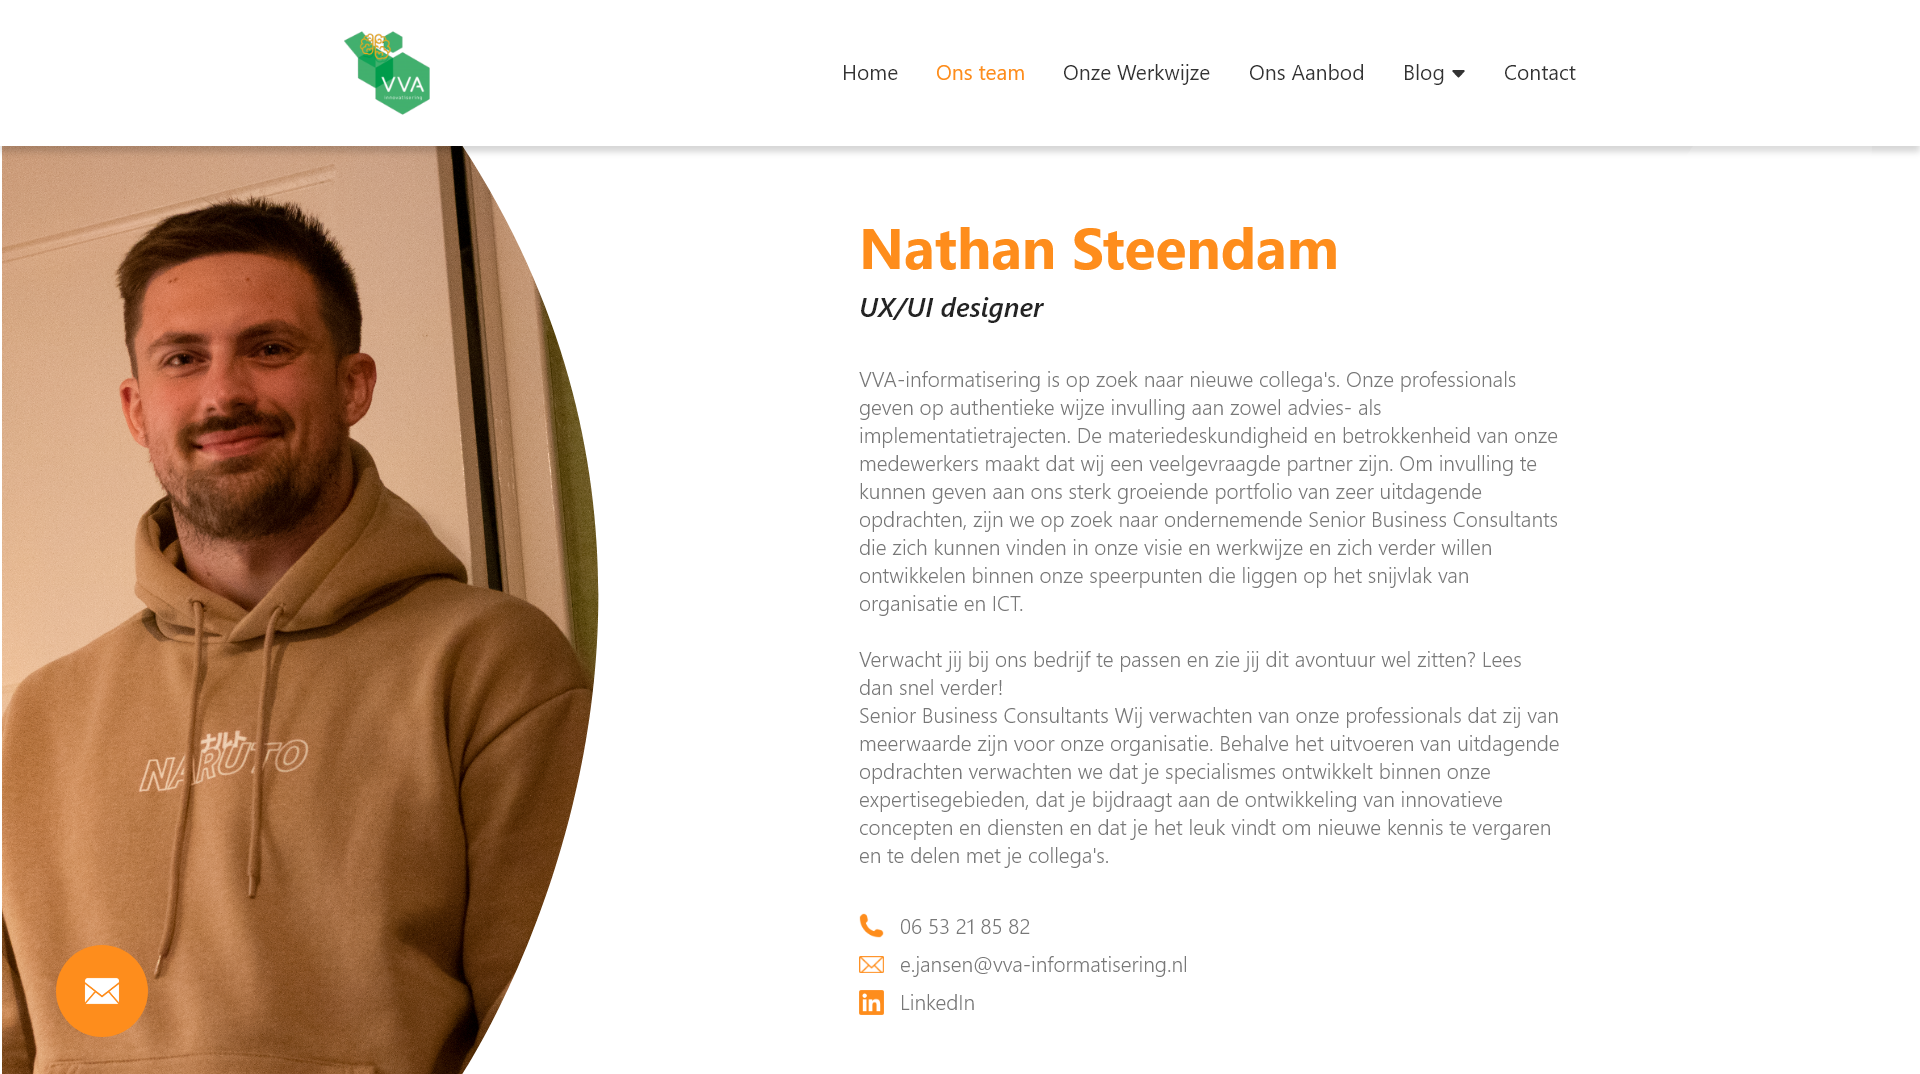 VVA
informatisering
Home
Ons team
Onze Werkwijze
Ons Aanbod
Blog
Contact
Nathan Steendam
UX/UI designer
VVA-informatisering is op zoek naar nieuwe collega's. Onze professionals
geven op authentieke wijze invulling aan zowel advies- als
implementatietrajecten. De materiedeskundigheid en betrokkenheid van onze
medewerkers maakt dat wij een veelgevraagde partner zijn. Om invulling te
kunnen geven aan ons sterk groeiende portfolio van zeer uitdagende
opdrachten, zijn we op zoek naar ondernemende Senior Business Consultants
die zich kunnen vinden in onze visie en werkwijze en zich verder willen
ontwikkelen binnen onze speerpunten die liggen op het snijvlak van
organisatie en ICT.
Verwacht jij bij ons bedrijf te passen en zie jij dit avontuur wel zitten? Lees
dan snel verder!
Senior Business Consultants Wij verwachten van onze professionals dat zij van
meerwaarde zijn voor onze organisatie. Behalve het uitvoeren van uitdagende
opdrachten verwachten we dat je specialismes ontwikkelt binnen onze
expertisegebieden, dat je bijdraagt aan de ontwikkeling van innovatieve
concepten en diensten en dat je het leuk vindt om nieuwe kennis te vergaren
en te delen met je collega's.
06 53 21 85 82
e.jansen@vva-informatisering.nl
LinkedIn
ナルト
NARUTO